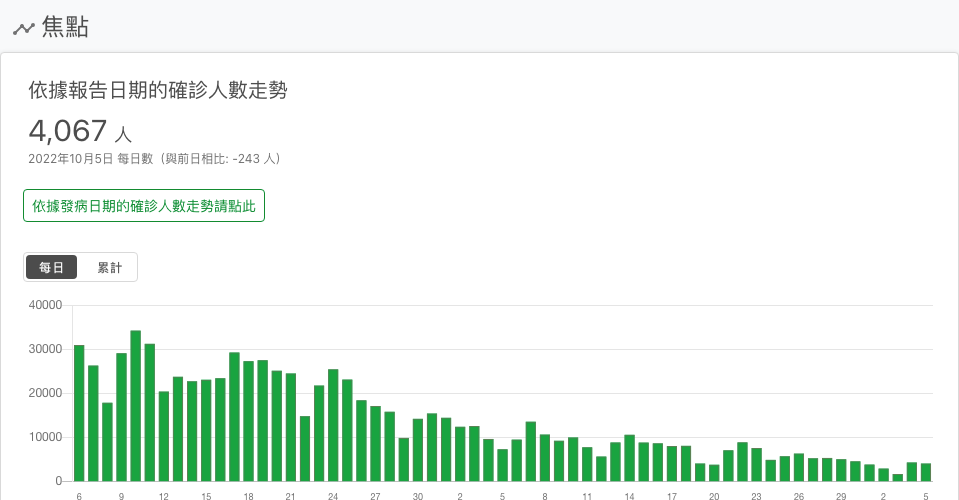 焦點
依據報告日期的確診人數走勢
4,067 人
2022年10月5日 每日數（與前日相比: -243 人）
依據發病日期的確診人數走勢請點此
每日 累計
40000
30000
20000
10000
0
6 9 12 15 18 21 24 27 30 2 5 8 11 14 17 20 23 26 29 2 5